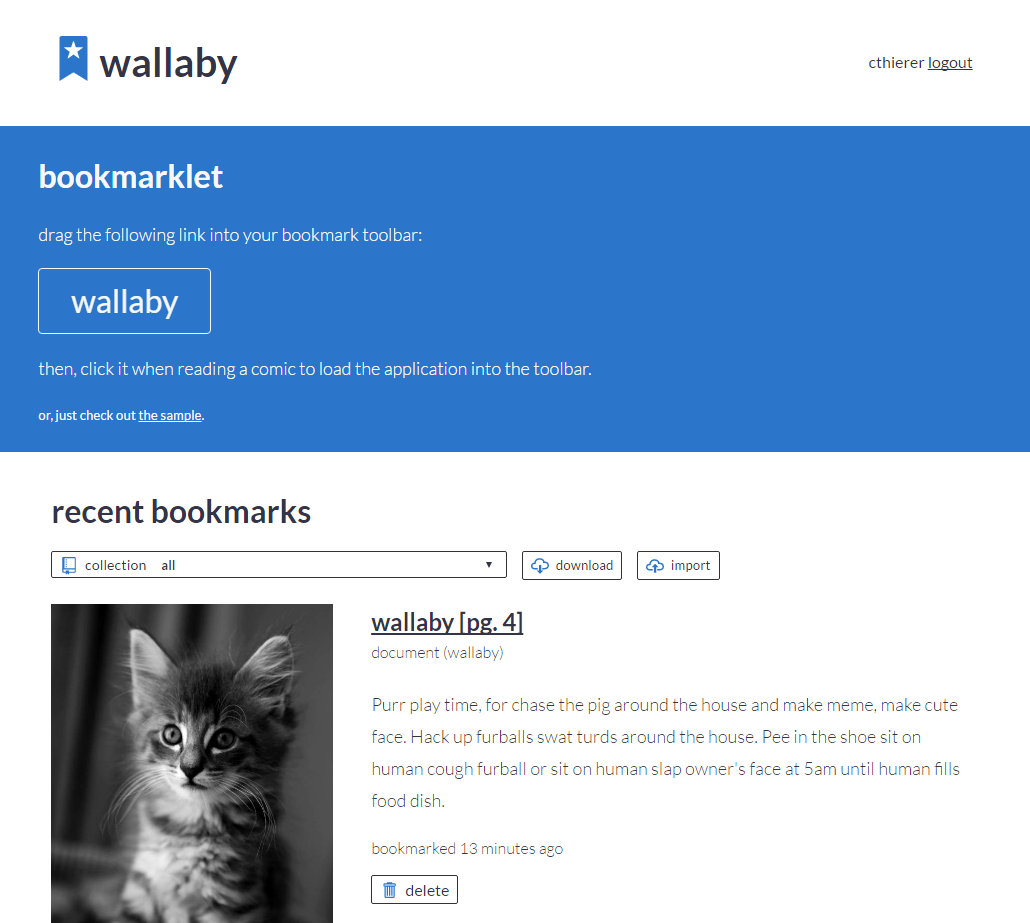 wallaby
cthierer logout
bookmarklet
drag the following link into your bookmark toolbar:
wallaby
then, click it when reading a comic to load the application into the toolbar.
or, just check out the sample.
recent bookmarks
collection all
download
import
wallaby [pg. 4]
document (wallaby)
Purr play time, for chase the pig around the house and make meme, make cute
face. Hack up furballs swat turds around the house. Pee in the shoe sit on
human cough furball or sit on human slap owner's face at 5am until human fills
food dish.
bookmarked 13 minutes ago
delete